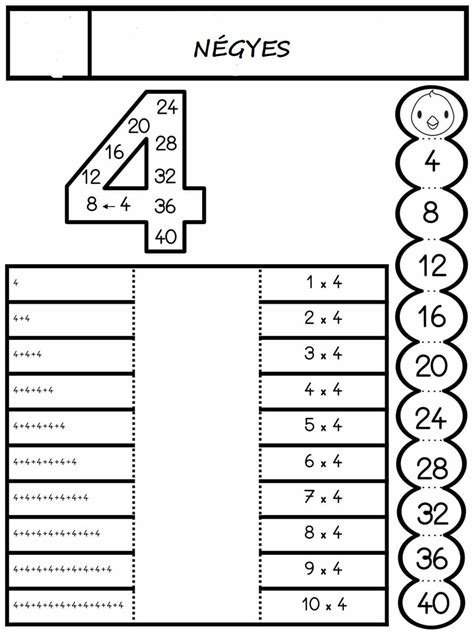 NÉGYES
4
24
20
28
16
12
32
8 ← 4
36
40
4
4+4
4+4+4
4+4+4+4
4+4+4+4+4
4+4+4+4+4+4
4+4+4+4+4+4+4
4+4+4+4+4+4+4+4
4+4+4+4+4+4+4+4+4
4+4+4+4+4+4+4+4+4+4
1 x 4
2 x 4
3 x 4
4 x 4
5 x 4
6 x 4
7 x 4
8 x 4
9 x 4
10 x 4
4
8
12
16
20
24
28
32
36
40